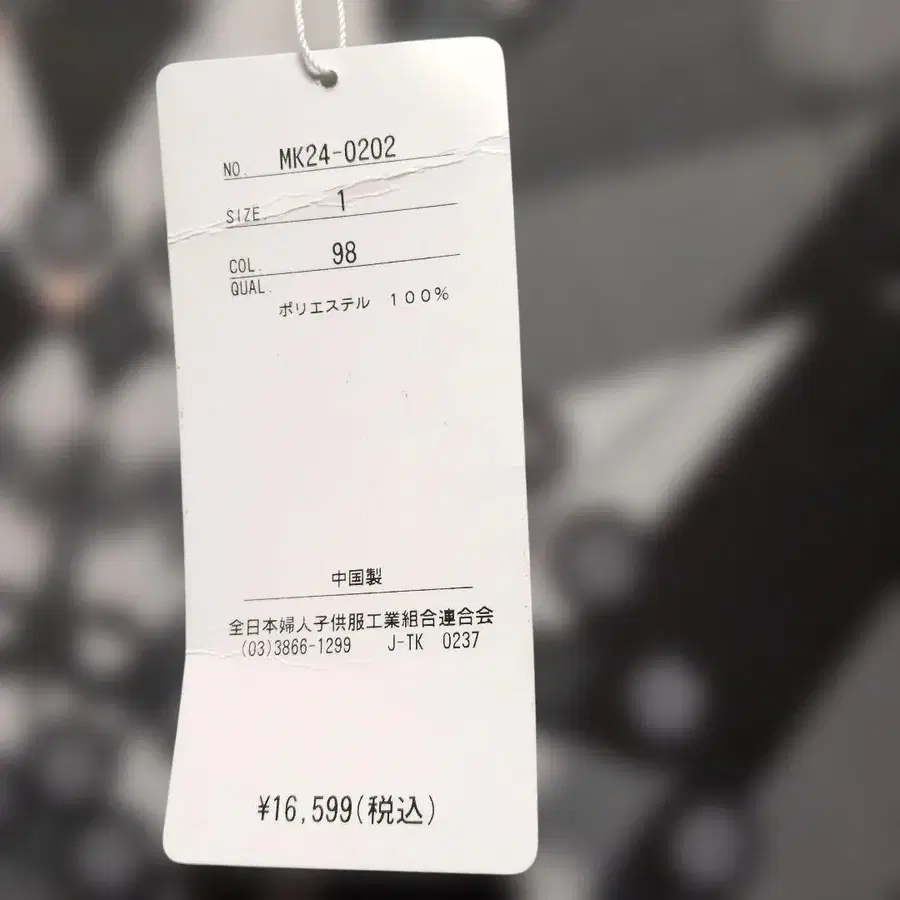 NO. MK24-0202
SIZE 1
COL. 98
QUAL.
ポリエステル 100%
中国製
全日本婦人子供服工業組合連合会
(03)3866-1299 J-TK 0237
¥16,599(税込)